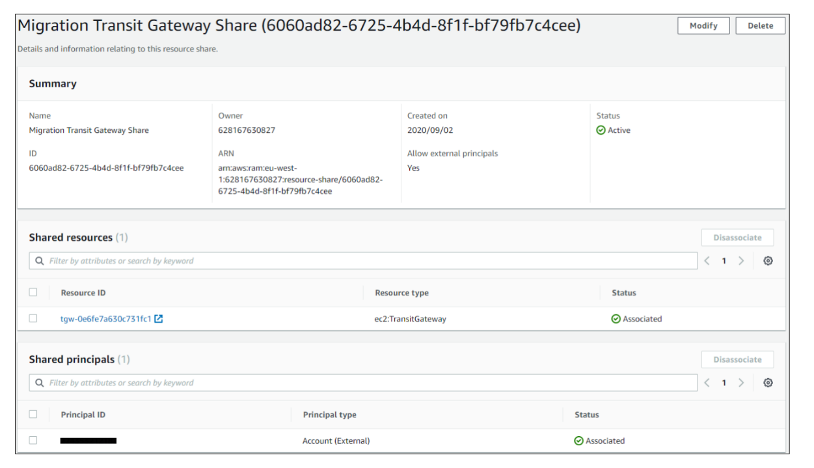 Migration Transit Gateway Share (6060ad82-6725-4b4d-8f1f-bf79fb7c4cee)
Modify
Delete
Details and information relating to this resource share.
Summary
Name
Owner
Created on
Status
Migration Transit Gateway Share
628167630827
2020/09/02
Active
ID
ARN
Allow external principals
6060ad82-6725-4b4d-8f1f-bf79fb7c4cee
arn:aws:ram:eu-west-
1:628167630827:resource-share/6060ad82-
6725-4b4d-8f1f-bf79fb7c4cee
Yes
Shared resources (1)
Disassociate
Filter by attributes or search by keyword
1
Resource ID
Resource type
Status
tgw-0e6fe7a630c731fc1
ec2:TransitGateway
Associated
Shared principals (1)
Disassociate
Filter by attributes or search by keyword
1
Principal ID
Principal type
Status
Account (External)
Associated